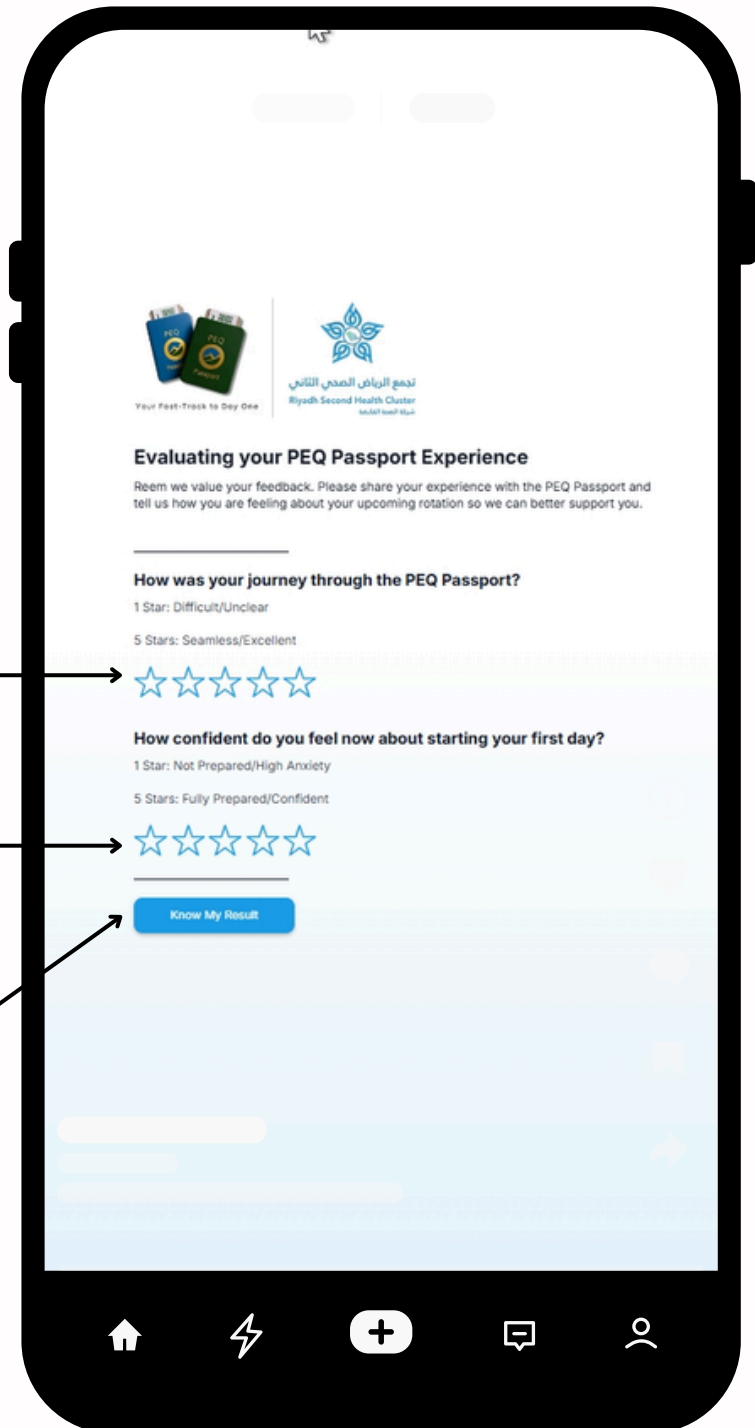 PEQ
PEQ
Passport
Your Fast-Track to Day One
تجمع الرياض الصحي الثاني
Riyadh Second Health Cluster
شركة الصحة القابضة
Evaluating your PEQ Passport Experience
Reem we value your feedback. Please share your experience with the PEQ Passport and
tell us how you are feeling about your upcoming rotation so we can better support you.
How was your journey through the PEQ Passport?
1 Star: Difficult/Unclear
5 Stars: Seamless/Excellent
How confident do you feel now about starting your first day?
1 Star: Not Prepared/High Anxiety
5 Stars: Fully Prepared/Confident
Know My Result